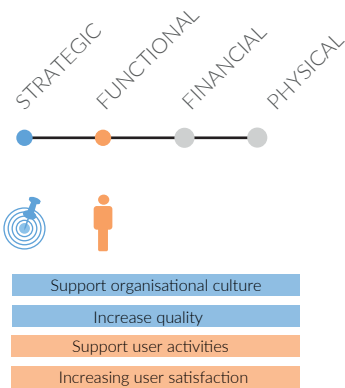 STRATEGIC
FUNCTIONAL
FINANCIAL
PHYSICAL
Support organisational culture
Increase quality
Support user activities
Increasing user satisfaction